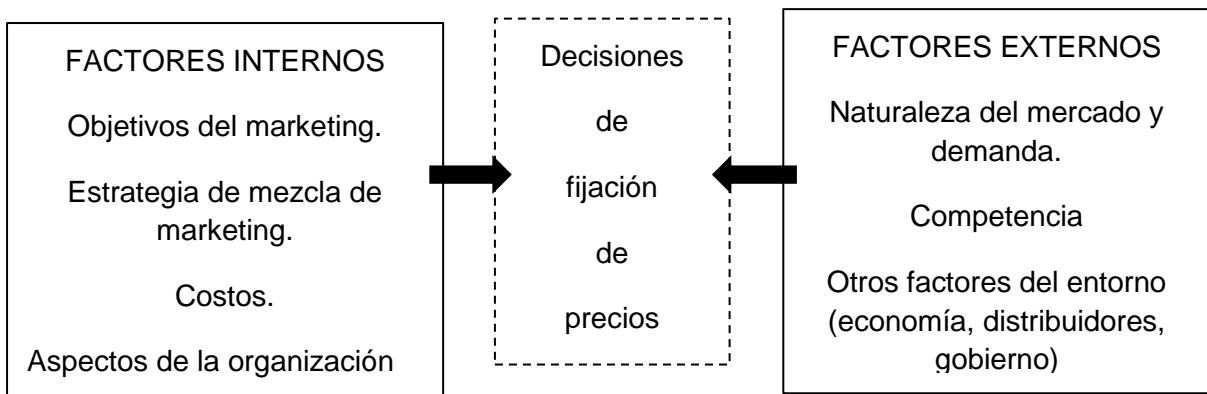 FACTORES INTERNOS
Objetivos del marketing.
Estrategia de mezcla de
marketing.
Costos.
Aspectos de la organización
Decisiones
de
fijación
de
precios
FACTORES EXTERNOS
Naturaleza del mercado y
demanda.
Competencia
Otros factores del entorno
(economía, distribuidores,
gobierno)